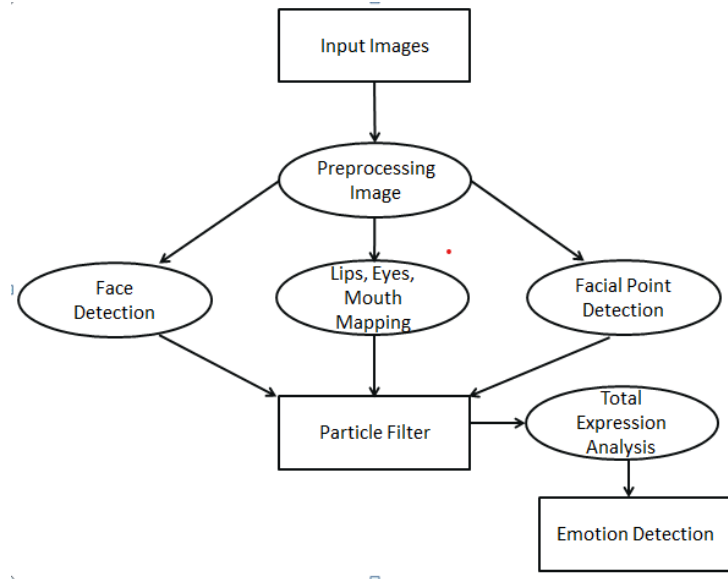 Input Images
Preprocessing
Image
Face
Detection
Lips, Eyes,
Mouth
Mapping
Facial Point
Detection
Particle Filter
Total
Expression
Analysis
Emotion Detection